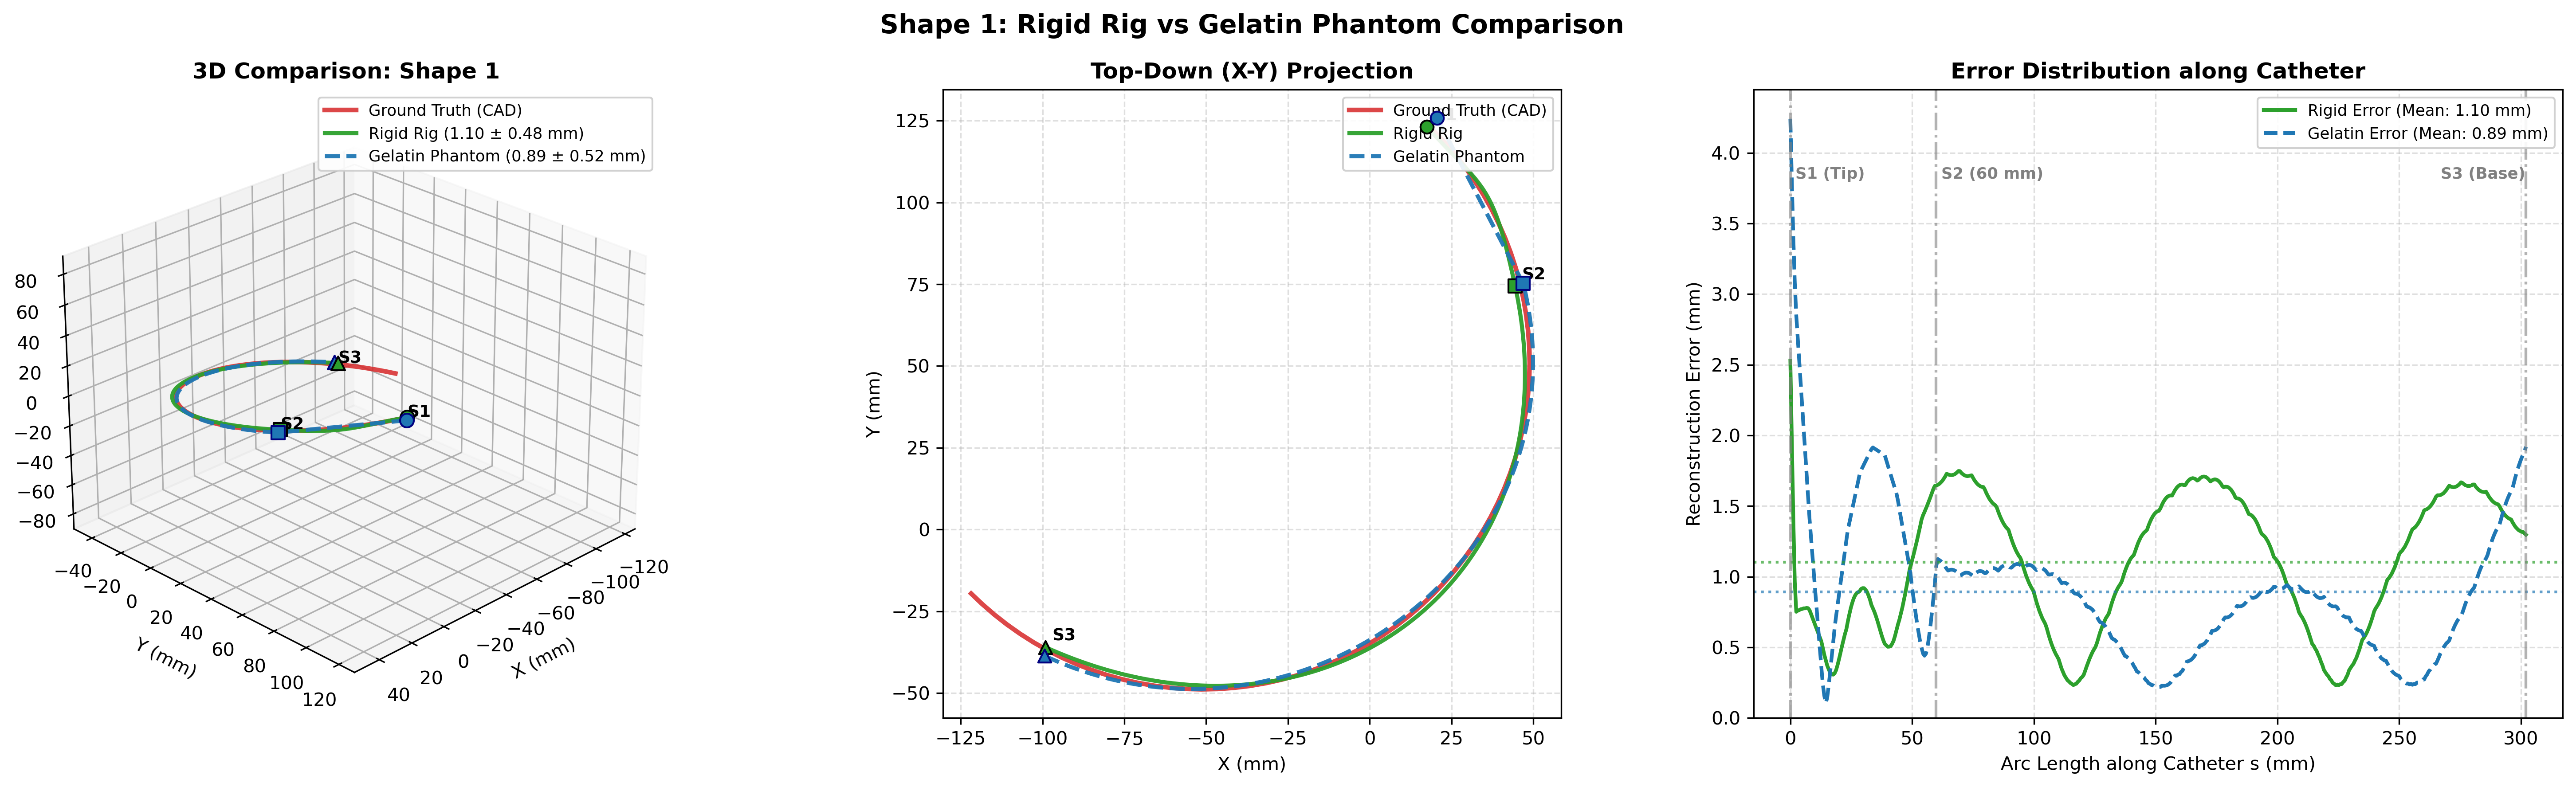 Shape 1: Rigid Rig vs Gelatin Phantom Comparison
3D Comparison: Shape 1
Ground Truth (CAD)
Rigid Rig (1.10 ± 0.48 mm)
Gelatin Phantom (0.89 ± 0.52 mm)
80
60
40
20
0
−20
−40
−60
−80
S3
S2
S1
−40
−20
0
20
40
60
80
100
120
Y (mm)
40
20
0
−20
−40
−60
−80
−100
−120
X (mm)
Top-Down (X-Y) Projection
Ground Truth (CAD)
Rigid Rig
Gelatin Phantom
S2
S3
125
100
75
50
25
0
−25
−50
Y (mm)
−125
−100
−75
−50
−25
0
25
50
X (mm)
Error Distribution along Catheter
Rigid Error (Mean: 1.10 mm)
Gelatin Error (Mean: 0.89 mm)
S1 (Tip)
S2 (60 mm)
S3 (Base)
4.0
3.5
3.0
2.5
2.0
1.5
1.0
0.5
0.0
Reconstruction Error (mm)
0
50
100
150
200
250
300
Arc Length along Catheter s (mm)